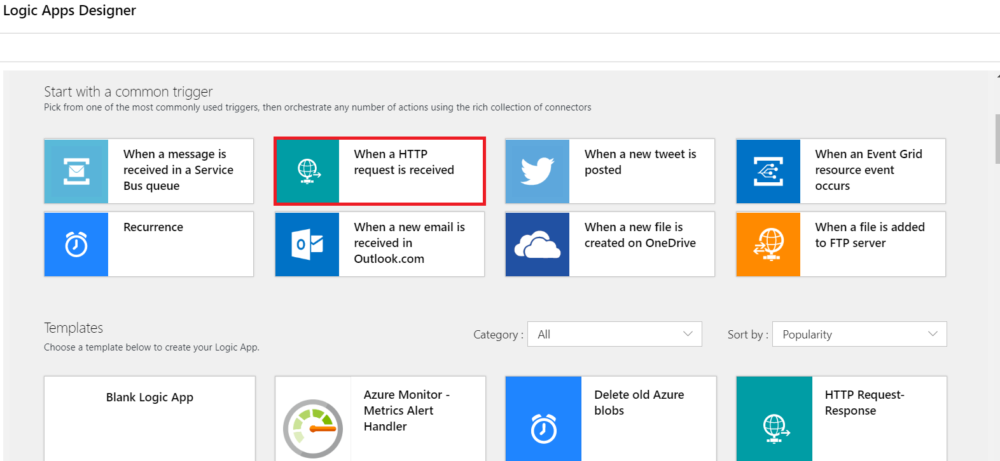 Logic Apps Designer
Start with a common trigger
Pick from one of the most commonly used triggers, then orchestrate any number of actions using the rich collection of connectors
When a message is
received in a Service
Bus queue
When a HTTP
request is received
When a new tweet is
posted
When an Event Grid
resource event
occurs
Recurrence
When a new email is
received in
Outlook.com
When a new file is
created on OneDrive
When a file is added
to FTP server
Templates
Choose a template below to create your Logic App.
Category : All
Sort by : Popularity
Blank Logic App
Azure Monitor -
Metrics Alert
Handler
Delete old Azure
blobs
HTTP Request-
Response